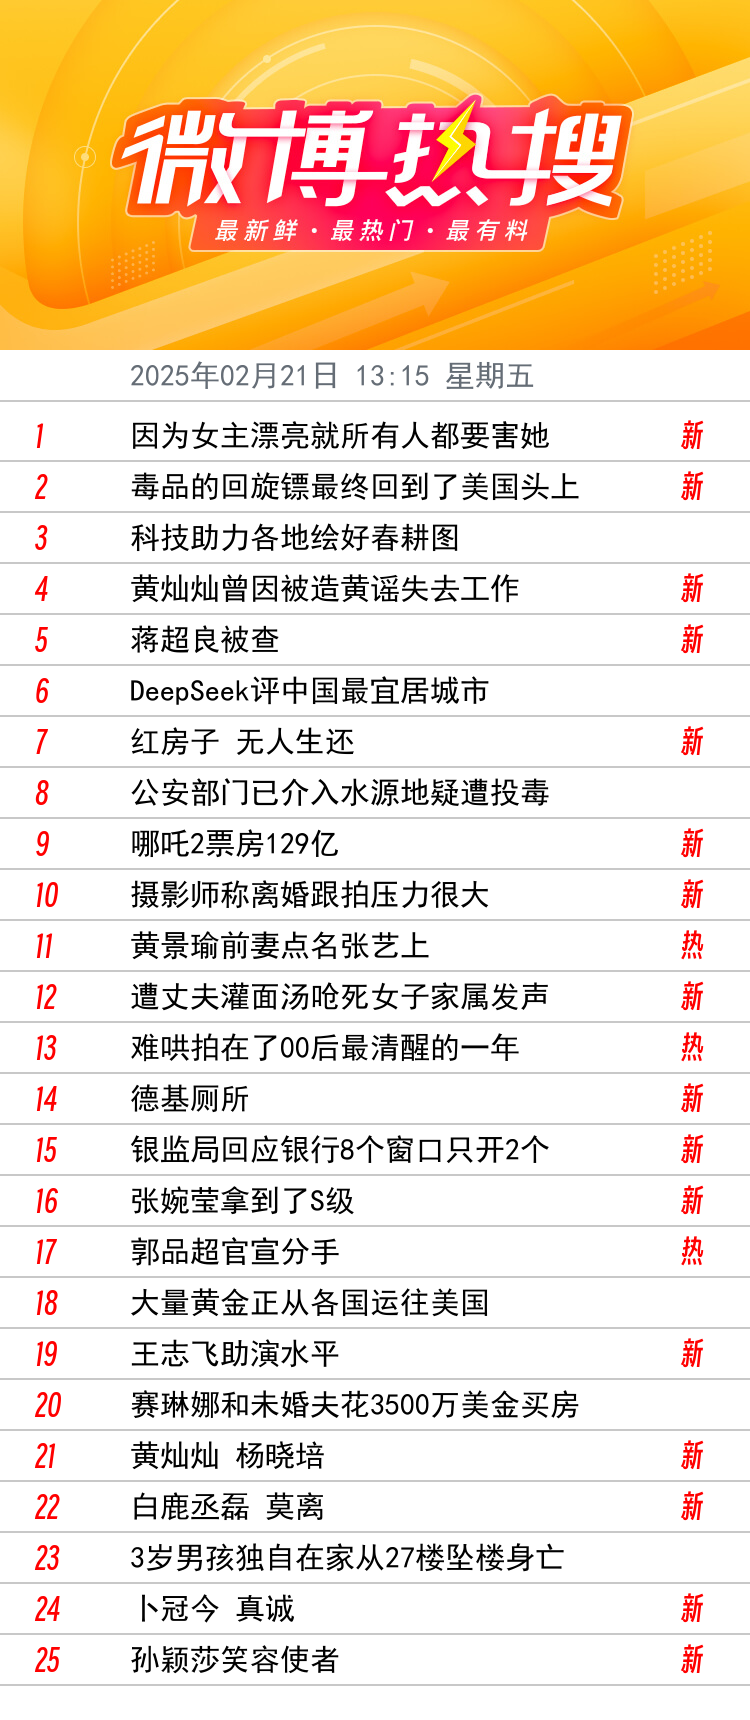 微博热搜
最新鲜·最热门·最有料
2025年02月21日 13:15 星期五
1 因为女主漂亮就所有人都要害她 新
2 毒品的回旋镖最终回到了美国头上 新
3 科技助力各地绘好春耕图
4 黄灿灿曾因被造黄谣失去工作 新
5 蒋超良被查 新
6 DeepSeek评中国最宜居城市
7 红房子 无人生还 新
8 公安部门已介入水源地疑遭投毒
9 哪吒2票房129亿 新
10 摄影师称离婚跟拍压力很大 新
11 黄景瑜前妻点名张艺上 热
12 遭丈夫灌面汤呛死女子家属发声 新
13 难哄拍在了00后最清醒的一年 热
14 德基厕所 新
15 银监局回应银行8个窗口只开2个 新
16 张婉莹拿到了S级 新
17 郭品超官宣分手 热
18 大量黄金正从各国运往美国
19 王志飞助演水平 新
20 赛琳娜和未婚夫花3500万美金买房
21 黄灿灿 杨晓培 新
22 白鹿丞磊 莫离 新
23 3岁男孩独自在家从27楼坠楼身亡
24 卜冠今 真诚 新
25 孙颖莎笑容使者 新